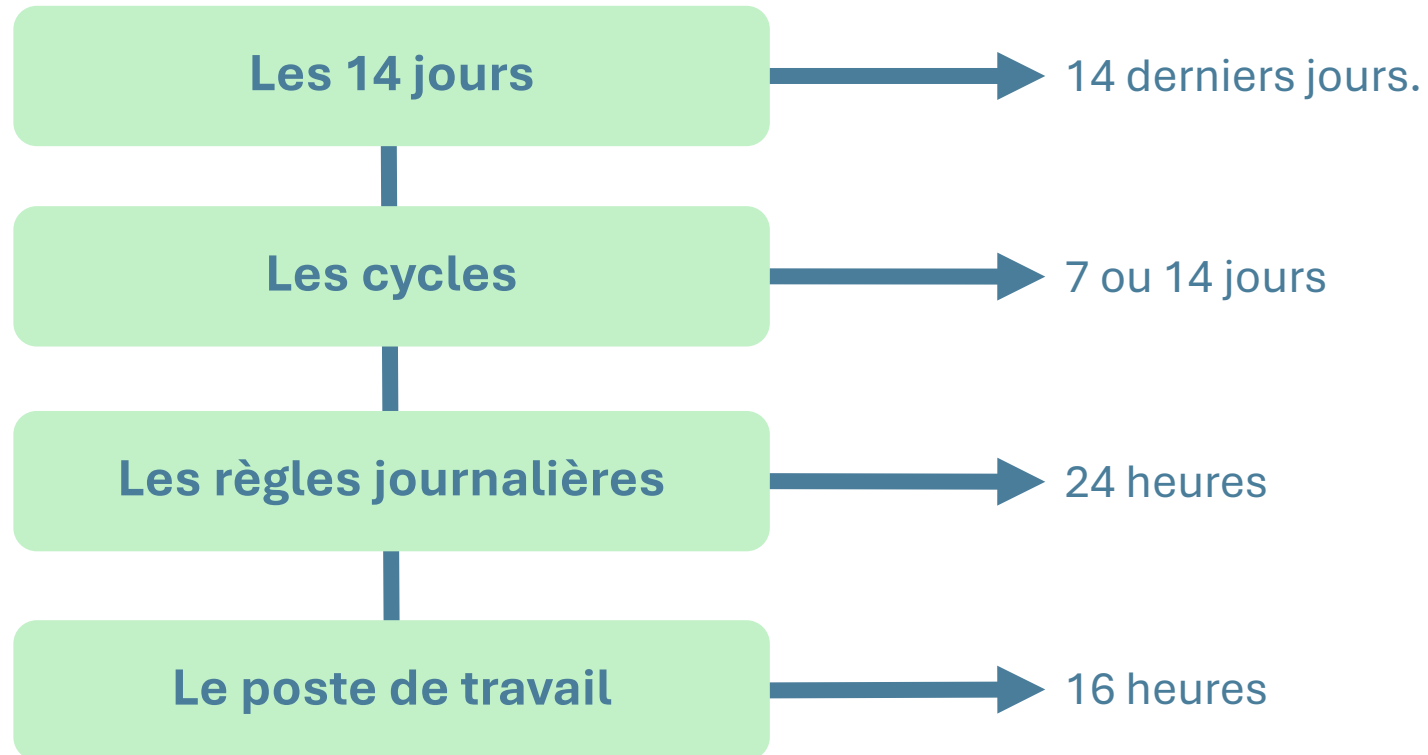 Les 14 jours
14 derniers jours.
Les cycles
7 ou 14 jours
Les règles journalières
24 heures
Le poste de travail
16 heures